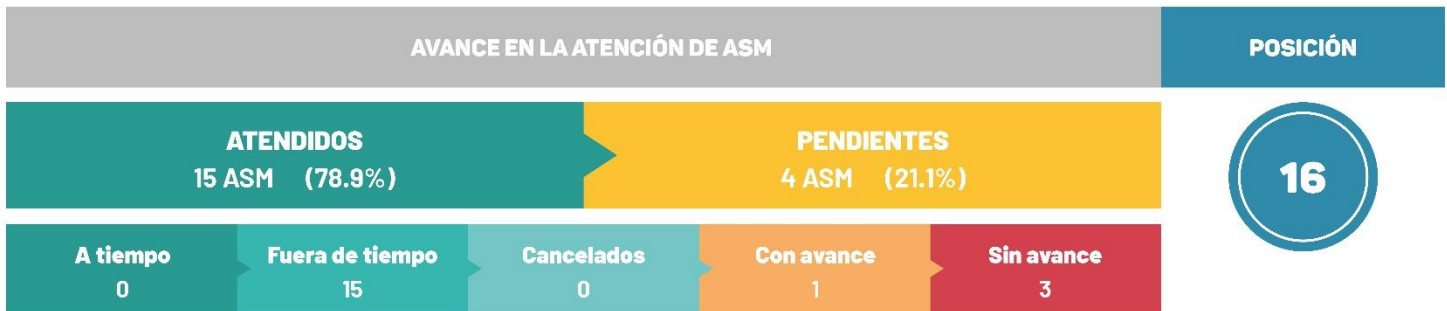 AVANCE EN LA ATENCIÓN DE ASM
POSICIÓN
ATENDIDOS
15 ASM (78.9%)
PENDIENTES
4 ASM (21.1%)
16
A tiempo
0
Fuera de tiempo
15
Cancelados
0
Con avance
1
Sin avance
3